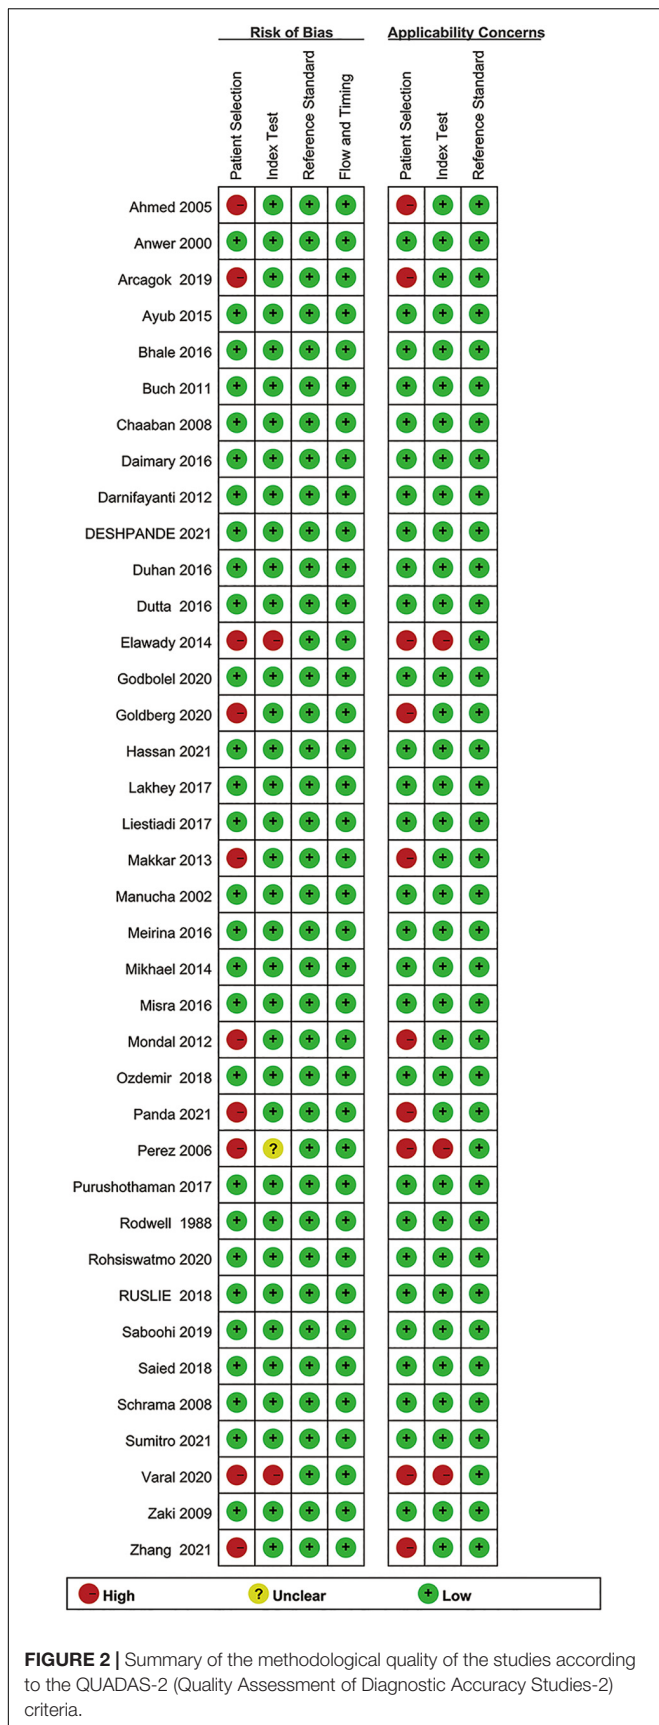 Risk of Bias Applicability Concerns
Patient Selection Index Test Reference Standard Flow and Timing Patient Selection Index Test Reference Standard
Ahmed 2005 - + + + - + +
Anwer 2000 + + + + + + +
Arcagok 2019 - + + + - + +
Ayub 2015 + + + + + + +
Bhale 2016 + + + + + + +
Buch 2011 + + + + + + +
Chaaban 2008 + + + + + + +
Daimary 2016 + + + + + + +
Darnifayanti 2012 + + + + + + +
DESHPANDE 2021 + + + + + + +
Duhan 2016 + + + + + + +
Dutta 2016 + + + + + + +
Elawady 2014 - - + + - - +
Godbolel 2020 + + + + + + +
Goldberg 2020 - + + + - + +
Hassan 2021 + + + + + + +
Lakhey 2017 + + + + + + +
Liestiadi 2017 + + + + + + +
Makkar 2013 - + + + - + +
Manucha 2002 + + + + + + +
Meirina 2016 + + + + + + +
Mikhael 2014 + + + + + + +
Misra 2016 + + + + + + +
Mondal 2012 - + + + - + +
Ozdemir 2018 + + + + + + +
Panda 2021 - + + + - + +
Perez 2006 - ? + + - - +
Purushothaman 2017 + + + + + + +
Rodwell 1988 + + + + + + +
Rohsiswatmo 2020 + + + + + + +
RUSLIE 2018 + + + + + + +
Saboohi 2019 + + + + + + +
Saied 2018 + + + + + + +
Schrama 2008 + + + + + + +
Sumitro 2021 + + + + + + +
Varal 2020 - - + + - - +
Zaki 2009 + + + + + + +
Zhang 2021 - + + + - + +
- High ? Unclear + Low
FIGURE 2 | Summary of the methodological quality of the studies according
to the QUADAS-2 (Quality Assessment of Diagnostic Accuracy Studies-2)
criteria.